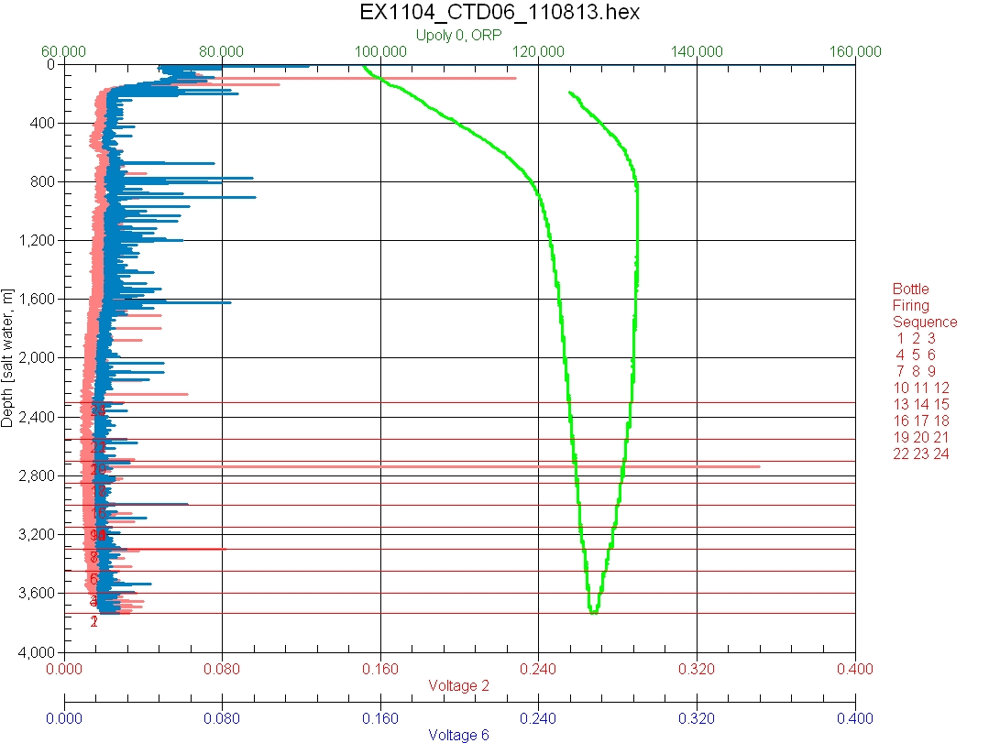 EX1104_CTD06_110813.hex
Upoly 0, ORP
60.000 80.000 100.000 120.000 140.000 160.000
0
400
800
1,200
1,600
2,000
2,400
2,800
3,200
3,600
4,000
Depth [salt water, m]
0.000 0.080 0.160 0.240 0.320 0.400
Voltage 2
0.000 0.080 0.160 0.240 0.320 0.400
Voltage 6
Bottle
Firing
Sequence
1 2 3
4 5 6
7 8 9
10 11 12
13 14 15
16 17 18
19 20 21
22 23 24